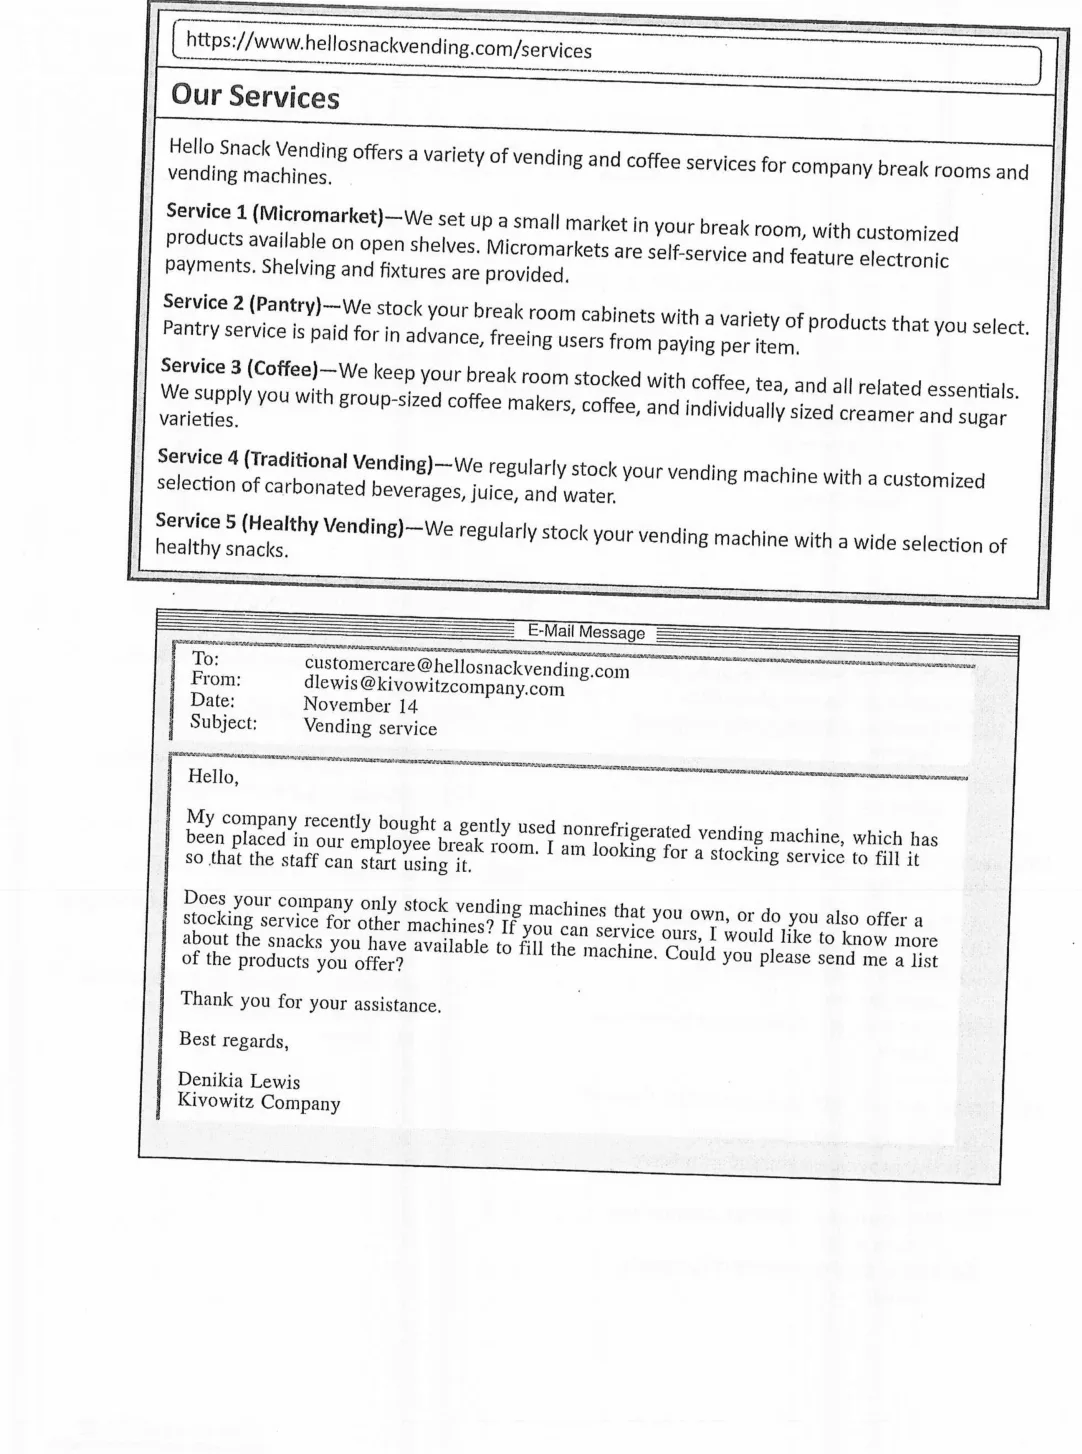 https://www.hellosnackvending.com/services
Our Services
Hello Snack Vending offers a variety of vending and coffee services for company break rooms and
vending machines.
Service 1 (Micromarket)—We set up a small market in your break room, with customized
products available on open shelves. Micromarkets are self-service and feature electronic
payments. Shelving and fixtures are provided.
Service 2 (Pantry)—We stock your break room cabinets with a variety of products that you select.
Pantry service is paid for in advance, freeing users from paying per item.
Service 3 (Coffee)—We keep your break room stocked with coffee, tea, and all related essentials.
We supply you with group-sized coffee makers, coffee, and individually sized creamer and sugar
varieties.
Service 4 (Traditional Vending)—We regularly stock your vending machine with a customized
selection of carbonated beverages, juice, and water.
Service 5 (Healthy Vending)—We regularly stock your vending machine with a wide selection of
healthy snacks.
E-Mail Message
To: customercare@hellosnackvending.com
From: dlewis@kivowitzcompany.com
Date: November 14
Subject: Vending service
Hello,
My company recently bought a gently used nonrefrigerated vending machine, which has
been placed in our employee break room. I am looking for a stocking service to fill it
so that the staff can start using it.
Does your company only stock vending machines that you own, or do you also offer a
stocking service for other machines? If you can service ours, I would like to know more
about the snacks you have available to fill the machine. Could you please send me a list
of the products you offer?
Thank you for your assistance.
Best regards,
Denikia Lewis
Kivowitz Company